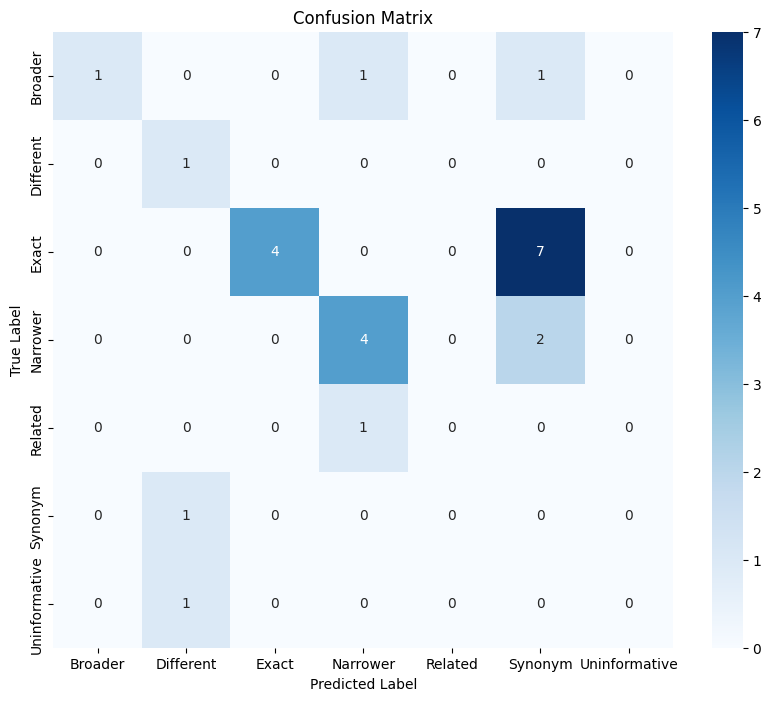 Confusion Matrix
True Label
Broader 1 0 0 1 0 1 0
Different 0 1 0 0 0 0 0
Exact 0 0 4 0 0 7 0
Narrower 0 0 0 4 0 2 0
Related 0 0 0 1 0 0 0
Synonym 0 1 0 0 0 0 0
Uninformative 0 1 0 0 0 0 0
Broader Different Exact Narrower Related Synonym Uninformative
Predicted Label
7
6
5
4
3
2
1
0